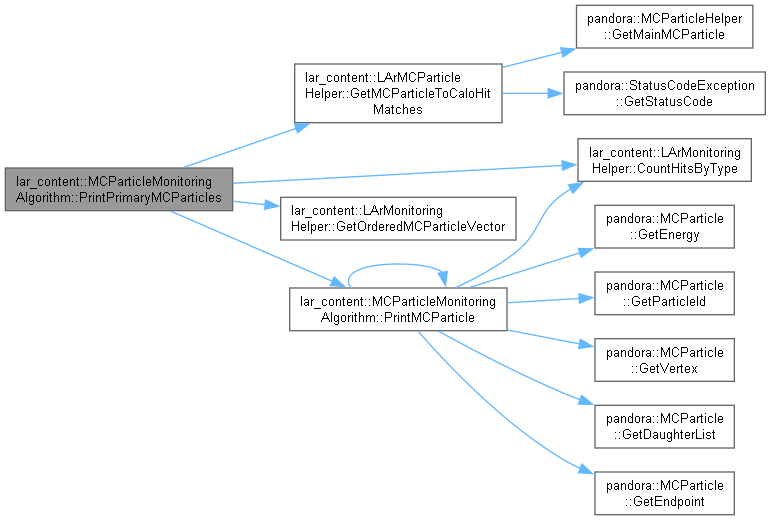 pandora::MCParticleHelper
::GetMainMCParticle
lar_content::LArMCParticle
Helper::GetMCParticleToCaloHit
Matches
pandora::StatusCodeException
::GetStatusCode
lar_content::LArMonitoring
Helper::CountHitsByType
lar_content::MCParticleMonitoring
Algorithm::PrintPrimaryMCParticles
lar_content::LArMonitoring
Helper::GetOrderedMCParticleVector
pandora::MCParticle
::GetEnergy
lar_content::MCParticleMonitoring
Algorithm::PrintMCParticle
pandora::MCParticle
::GetParticleId
pandora::MCParticle
::GetVertex
pandora::MCParticle
::GetDaughterList
pandora::MCParticle
::GetEndpoint